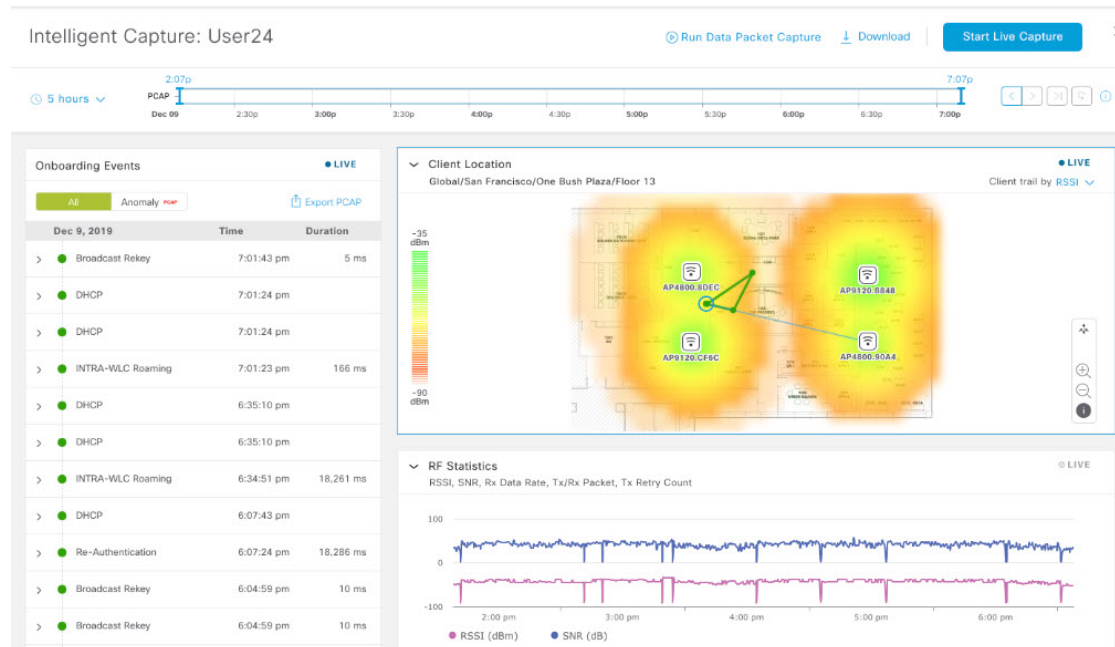 Intelligent Capture: User24
Run Data Packet Capture
Download
Start Live Capture
5 hours
2:07p
7:07p
PCAP
Dec 09
2:30p
3:00p
3:30p
4:00p
4:30p
5:00p
5:30p
6:00p
6:30p
7:00p
Onboarding Events
LIVE
All
Anomaly PCAP
Export PCAP
Dec 9, 2019 Time Duration
Broadcast Rekey 7:01:43 pm 5 ms
DHCP 7:01:24 pm
DHCP 7:01:24 pm
INTRA-WLC Roaming 7:01:23 pm 166 ms
DHCP 6:35:10 pm
DHCP 6:35:10 pm
INTRA-WLC Roaming 6:34:51 pm 18,261 ms
DHCP 6:07:43 pm
Re-Authentication 6:07:24 pm 18,286 ms
Broadcast Rekey 6:04:59 pm 10 ms
Broadcast Rekey 6:04:59 pm 10 ms
Client Location
LIVE
Global/San Francisco/One Bush Plaza/Floor 13
Client trail by RSSI
-35
dBm
-90
dBm
AP4800.8DEC
AP9120.B848
AP9120.CF6C
AP4800.90A4
RF Statistics
LIVE
RSSI, SNR, Rx Data Rate, Tx/Rx Packet, Tx Retry Count
100
0
-100
2:00 pm
3:00 pm
4:00 pm
5:00 pm
6:00 pm
RSSI (dBm)
SNR (dB)